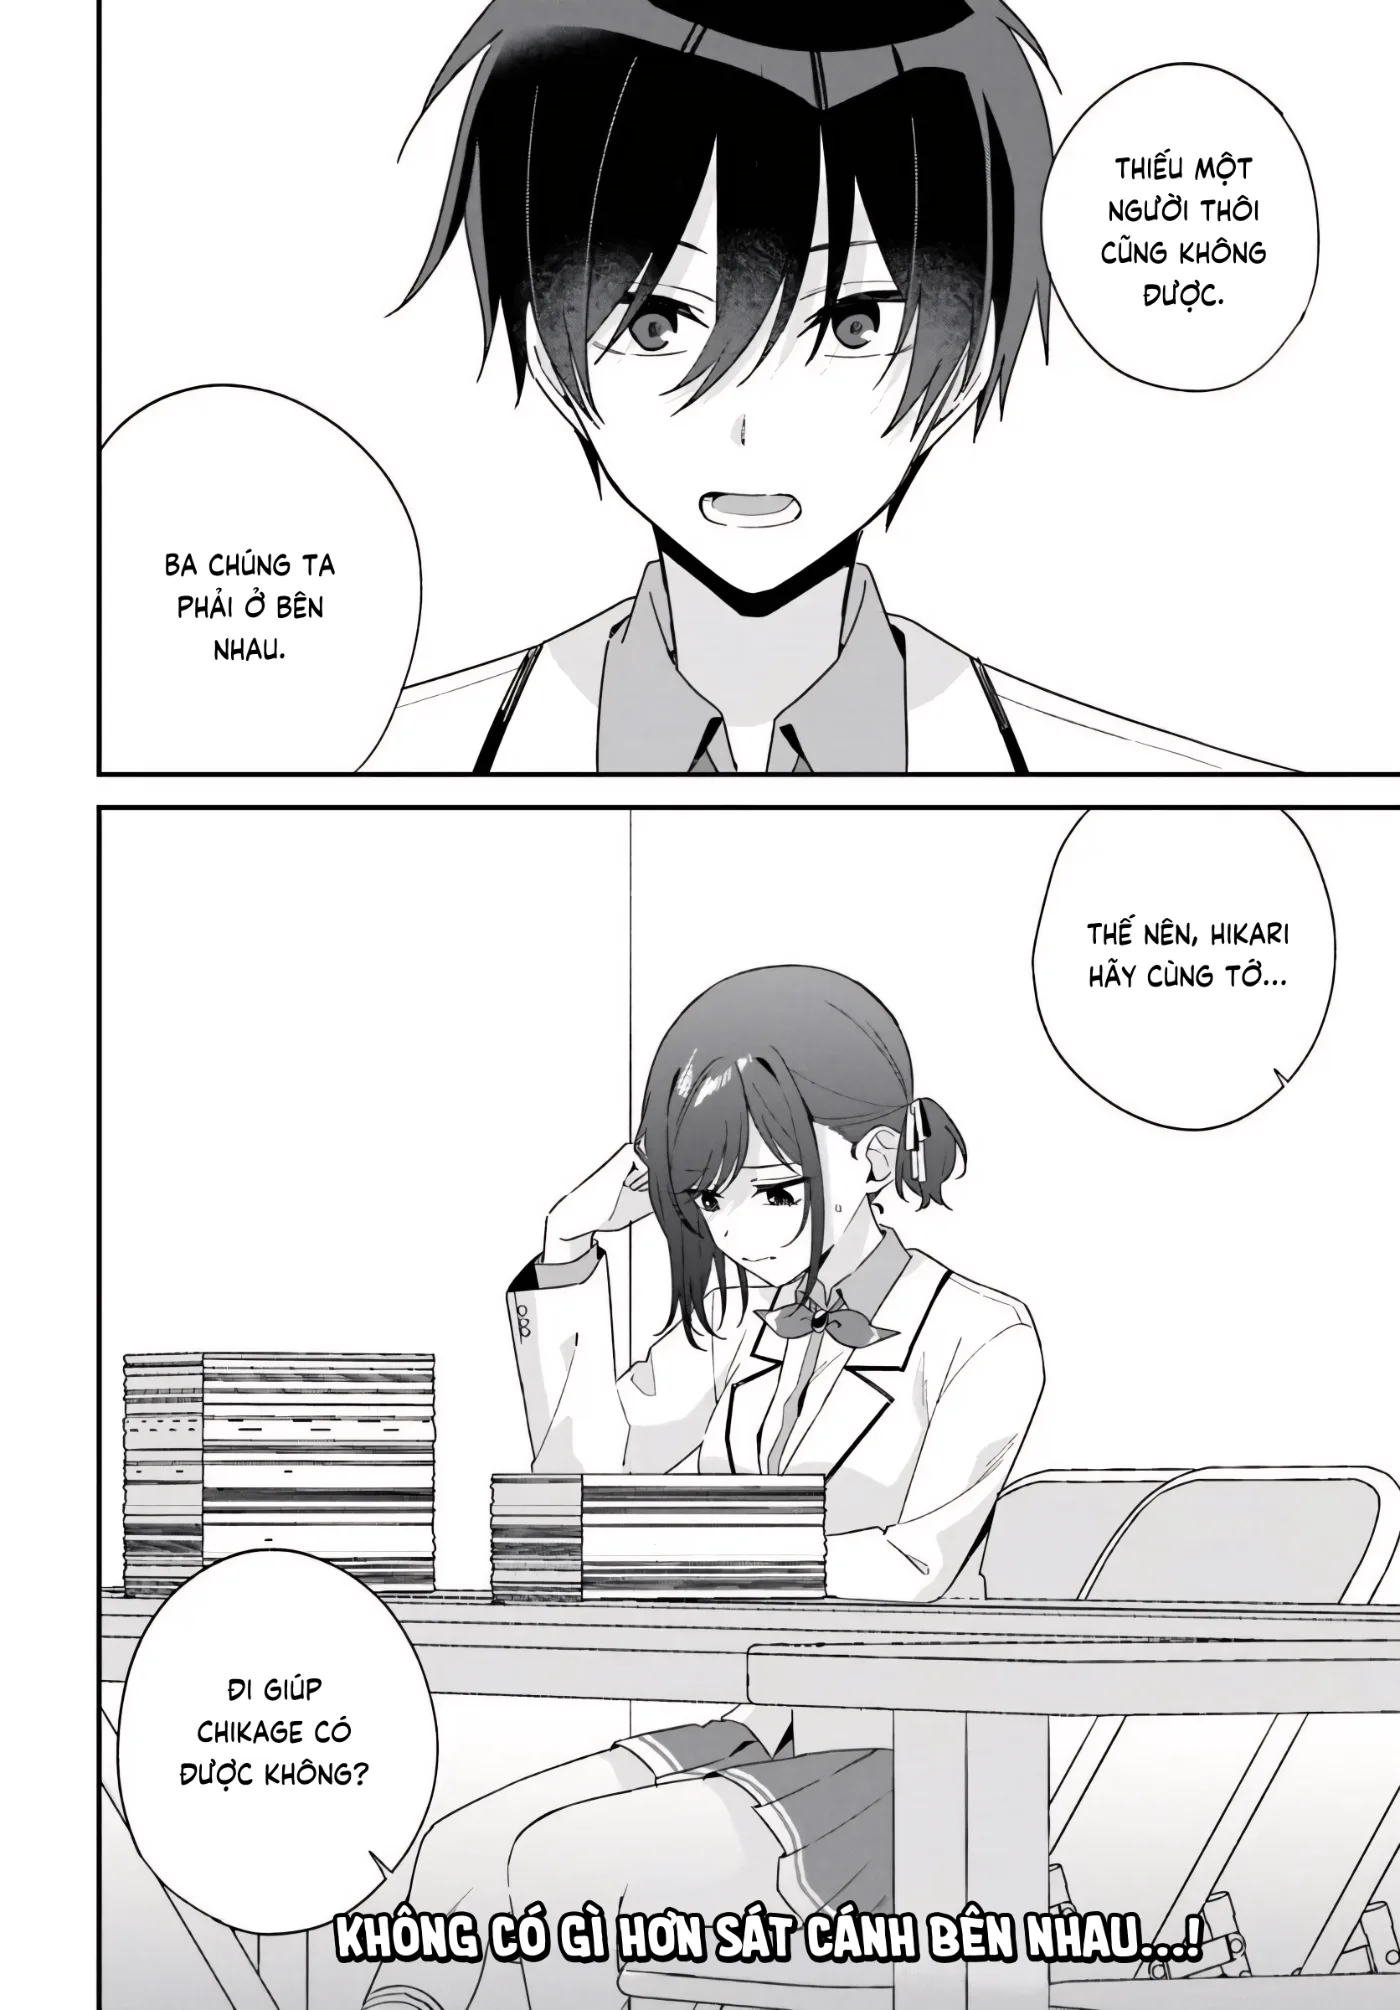 THIẾU MỘT
NGƯỜI THÔI
CŨNG KHÔNG
ĐƯỢC.
BA CHÚNG TA
PHẢI Ở BÊN
NHAU.
THẾ NÊN, HIKARI
HÃY CÙNG TỚ...
ĐI GIÚP
CHIKAGE CÓ
ĐƯỢC KHÔNG?
KHÔNG CÓ GÌ HƠN SÁT CÁNH BÊN NHAU...!